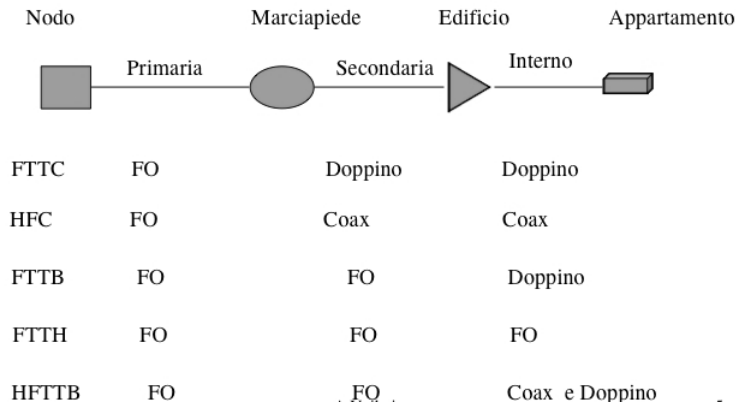 Nodo Marciapiede Edificio Appartamento
Primaria Secondaria Interno
FTTC FO Doppino Doppino
HFC FO Coax Coax
FTTB FO FO Doppino
FTTH FO FO FO
HFTTB FO FO Coax e Doppino